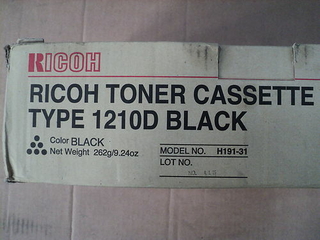 RICOH
RICOH TONER CASSETTE
TYPE 1210D BLACK
Color BLACK
Net Weight 262g/9.24oz
MODEL NO. H191-31
LOT NO.